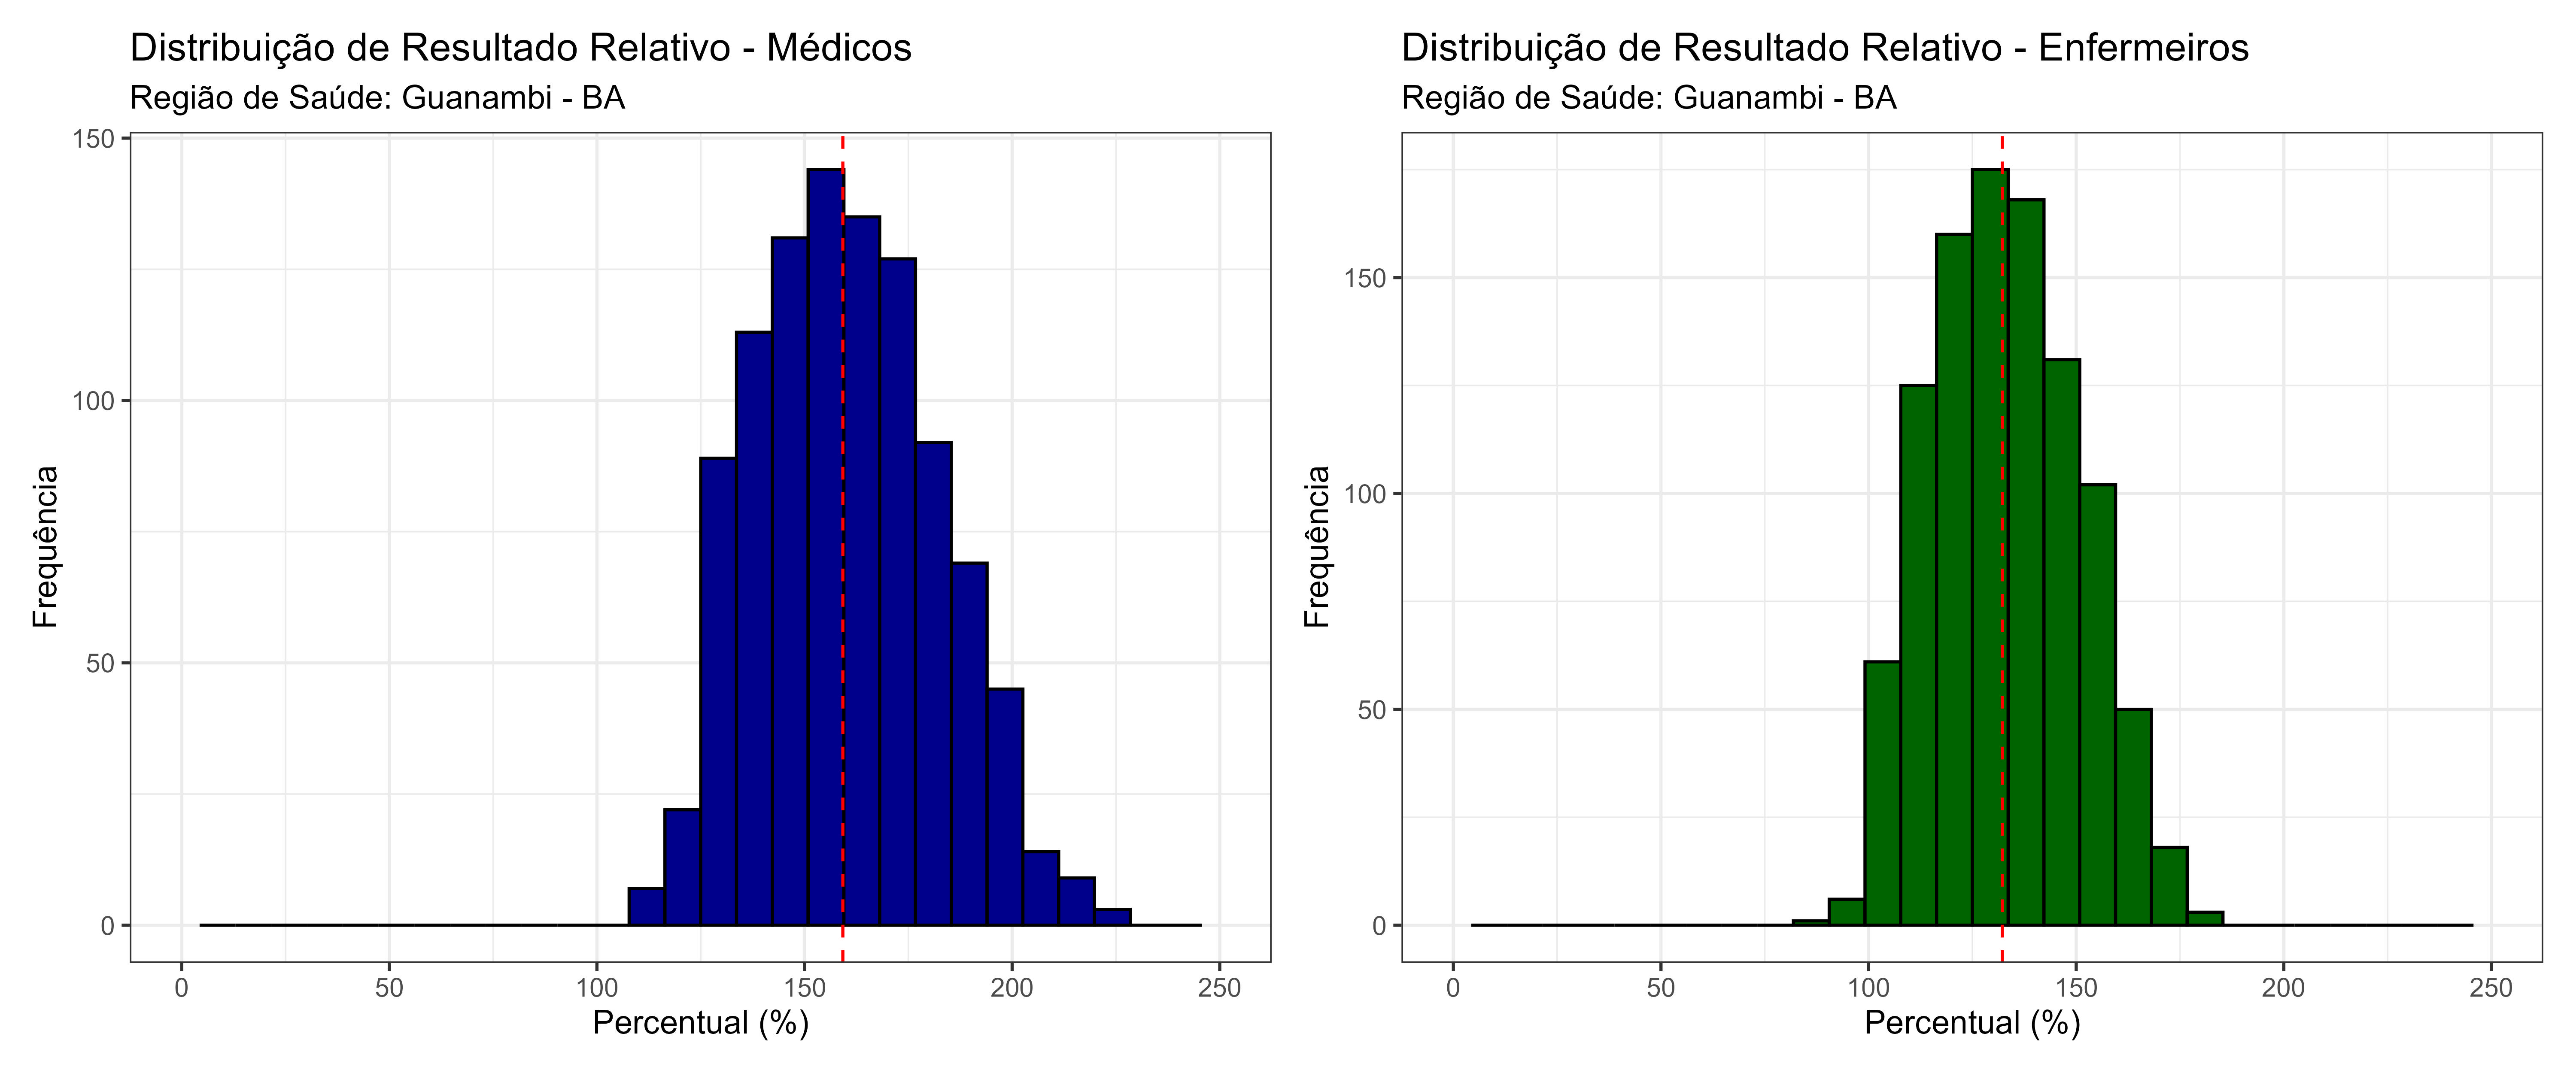 Distribuição de Resultado Relativo - Médicos
Região de Saúde: Guanambi - BA
150
100
50
0
Frequência
0 50 100 150 200 250
Percentual (%)
Distribuição de Resultado Relativo - Enfermeiros
Região de Saúde: Guanambi - BA
150
100
50
0
Frequência
0 50 100 150 200 250
Percentual (%)